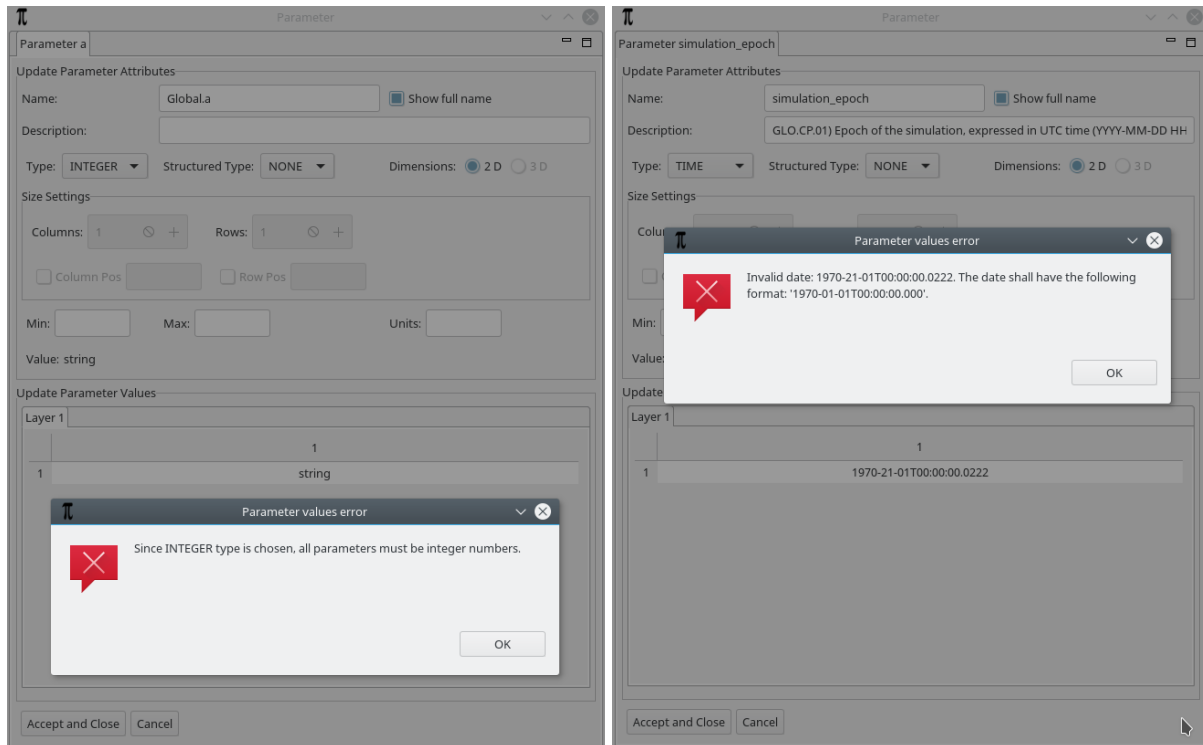 Parameter
Parameter a
Update Parameter Attributes
Name: Global.a Show full name
Description:
Type: INTEGER Structured Type: NONE Dimensions: 2 D 3 D
Size Settings
Columns: 1 + Rows: 1 +
Column Pos Row Pos
Min: Max: Units:
Value: string
Update Parameter Values
Layer 1
1
1 string
Parameter values error
Since INTEGER type is chosen, all parameters must be integer numbers.
OK
Accept and Close Cancel
Parameter
Parameter simulation_epoch
Update Parameter Attributes
Name: simulation_epoch Show full name
Description: GLO.CP.01) Epoch of the simulation, expressed in UTC time (YYYY-MM-DD HH
Type: TIME Structured Type: NONE Dimensions: 2 D 3 D
Size Settings
Colu
Parameter values error
Invalid date: 1970-21-01T00:00:00.0222. The date shall have the following
format: '1970-01-01T00:00:00.000'.
OK
Min:
Value:
Update
Layer 1
1
1 1970-21-01T00:00:00.0222
Accept and Close Cancel